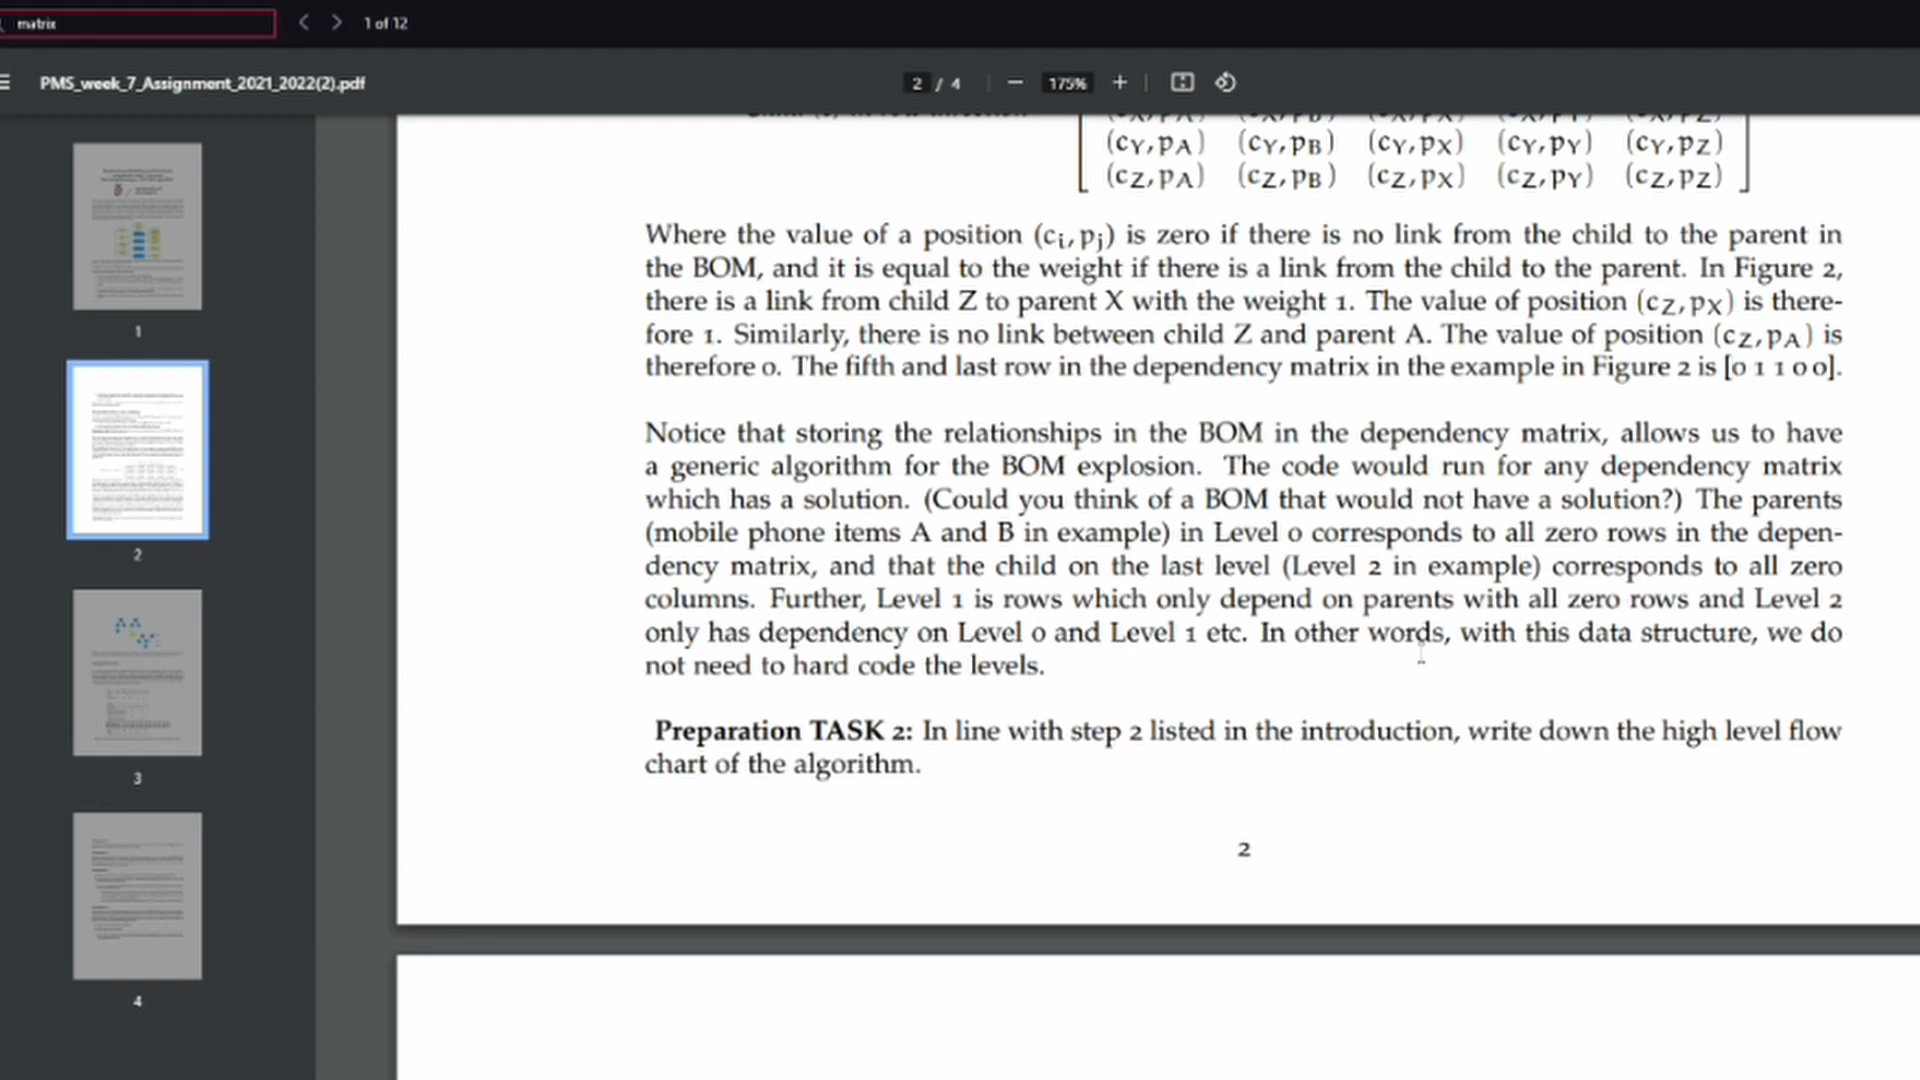 matrix
1 of 12
PMS_week_7_Assignment_2021_2022(2).pdf
2 / 4
175%
(cY, pA) (cY, pB) (cY, pX) (cY, pY) (cY, pZ)
(cZ, pA) (cZ, pB) (cZ, pX) (cZ, pY) (cZ, pZ)
Where the value of a position (ci, pj) is zero if there is no link from the child to the parent in
the BOM, and it is equal to the weight if there is a link from the child to the parent. In Figure 2,
there is a link from child Z to parent X with the weight 1. The value of position (cZ, pX) is there-
fore 1. Similarly, there is no link between child Z and parent A. The value of position (cZ, pA) is
therefore 0. The fifth and last row in the dependency matrix in the example in Figure 2 is [0 1 1 0 0].
Notice that storing the relationships in the BOM in the dependency matrix, allows us to have
a generic algorithm for the BOM explosion. The code would run for any dependency matrix
which has a solution. (Could you think of a BOM that would not have a solution?) The parents
(mobile phone items A and B in example) in Level 0 corresponds to all zero rows in the depen-
dency matrix, and that the child on the last level (Level 2 in example) corresponds to all zero
columns. Further, Level 1 is rows which only depend on parents with all zero rows and Level 2
only has dependency on Level 0 and Level 1 etc. In other words, with this data structure, we do
not need to hard code the levels.
Preparation TASK 2: In line with step 2 listed in the introduction, write down the high level flow
chart of the algorithm.
2
1
2
3
4